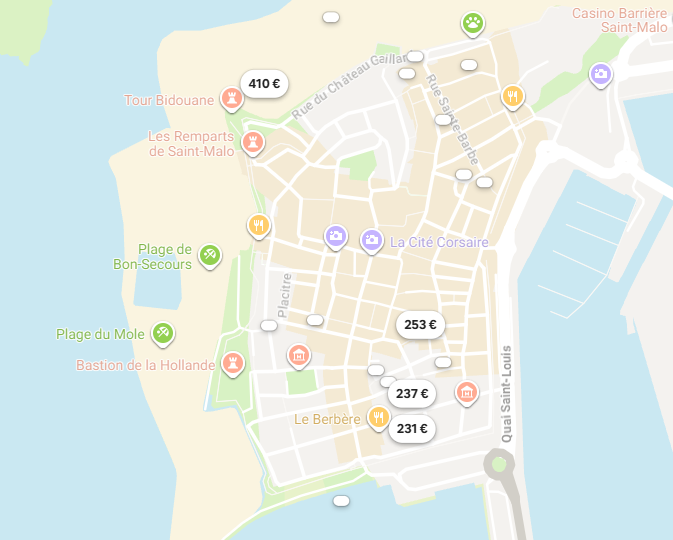 Casino Barrière
Saint-Malo
Rue du Château Gaillar
410 €
Tour Bidouane
Rue Sainte-Barbe
Les Remparts
de Saint-Malo
La Cité Corsaire
Plage de
Bon-Secours
Placitre
253 €
Plage du Mole
Bastion de la Hollande
Quai Saint-Louis
237 €
Le Berbère
231 €